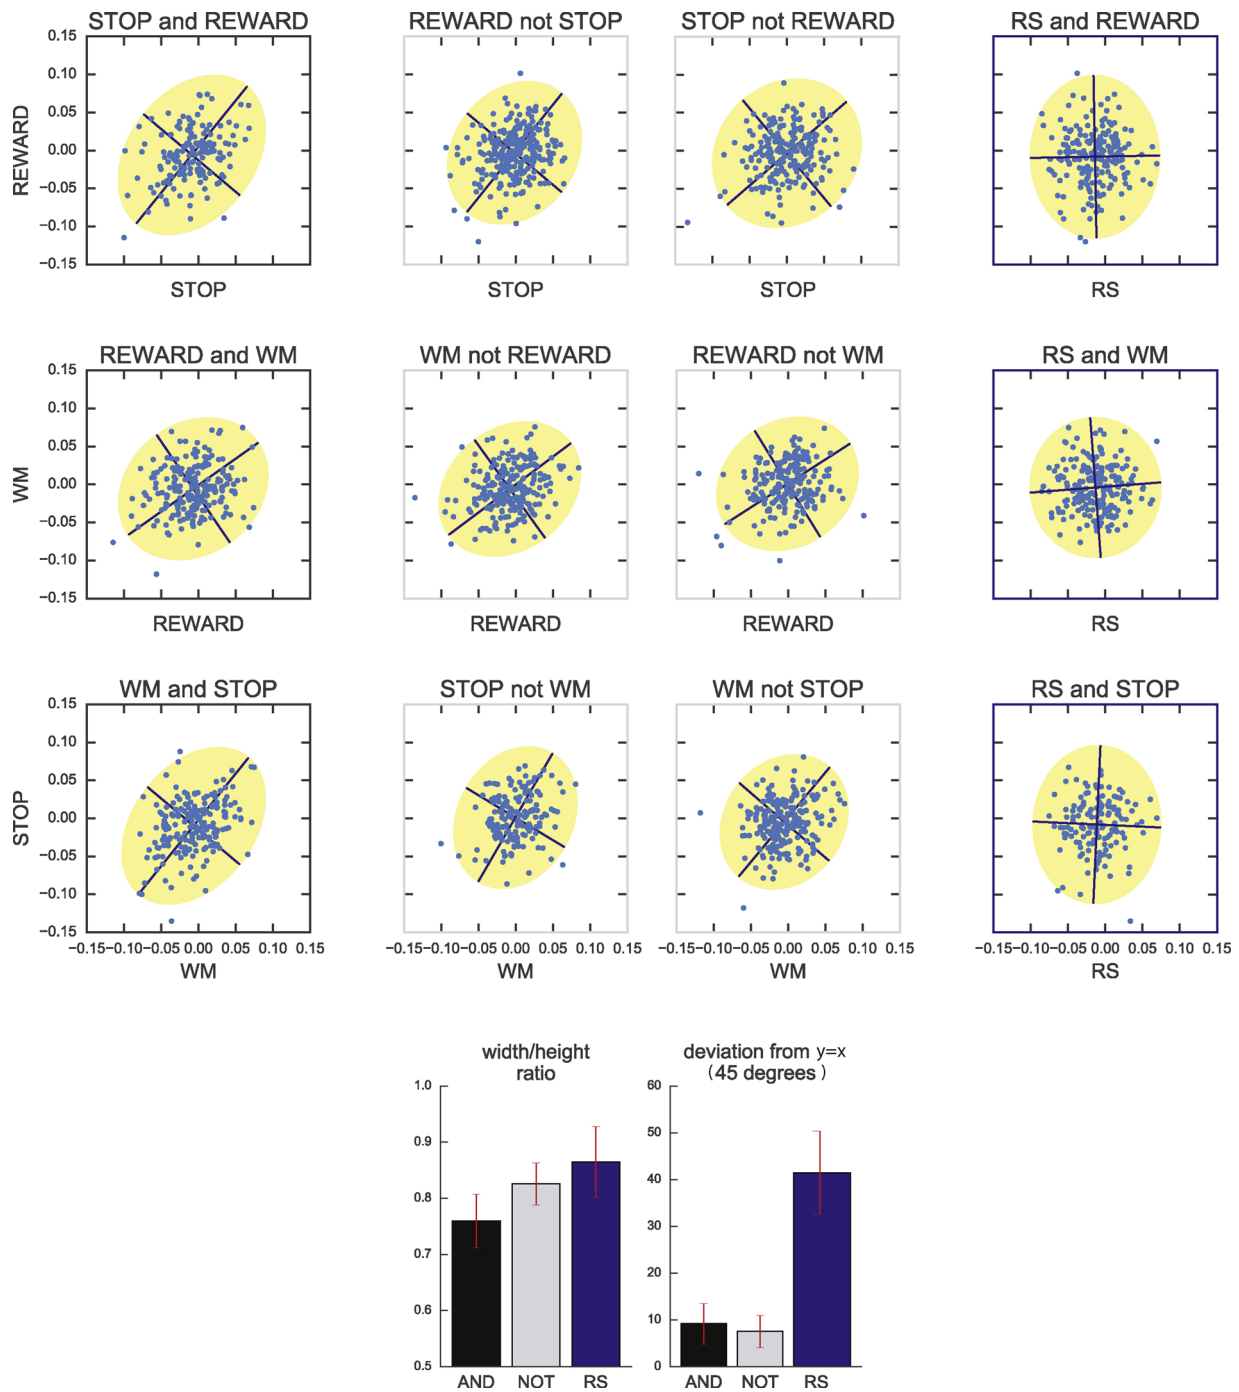 STOP and REWARD REWARD not STOP STOP not REWARD RS and REWARD
0.15
0.10
0.05
0.00
−0.05
−0.10
−0.15
REWARD
STOP STOP STOP RS
REWARD and WM WM not REWARD REWARD not WM RS and WM
0.15
0.10
0.05
0.00
−0.05
−0.10
−0.15
WM
REWARD REWARD REWARD RS
WM and STOP STOP not WM WM not STOP RS and STOP
0.15
0.10
0.05
0.00
−0.05
−0.10
−0.15
STOP
−0.15 −0.10 −0.05 0.00 0.05 0.10 0.15 −0.15 −0.10 −0.05 0.00 0.05 0.10 0.15 −0.15 −0.10 −0.05 0.00 0.05 0.10 0.15 −0.15 −0.10 −0.05 0.00 0.05 0.10 0.15
WM WM WM RS
width/height
ratio
1.0
0.9
0.8
0.7
0.6
0.5
AND NOT RS
deviation from y=x
(45 degrees)
60
50
40
30
20
10
0
AND NOT RS